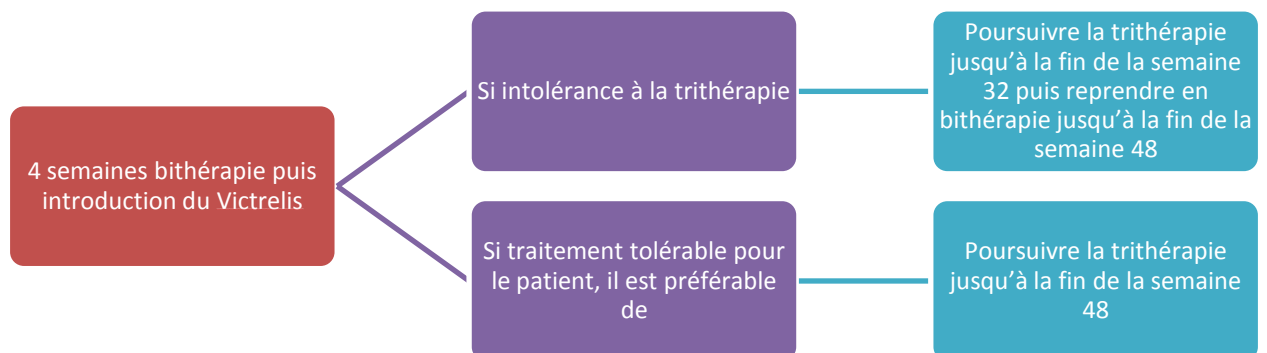 4 semaines bithérapie puis
introduction du Victrelis
Si intolérance à la trithérapie
Poursuivre la trithérapie
jusqu’à la fin de la semaine
32 puis reprendre en
bithérapie jusqu’à la fin de la
semaine 48
Si traitement tolérable pour
le patient, il est préférable
de
Poursuivre la trithérapie
jusqu’à la fin de la semaine
48